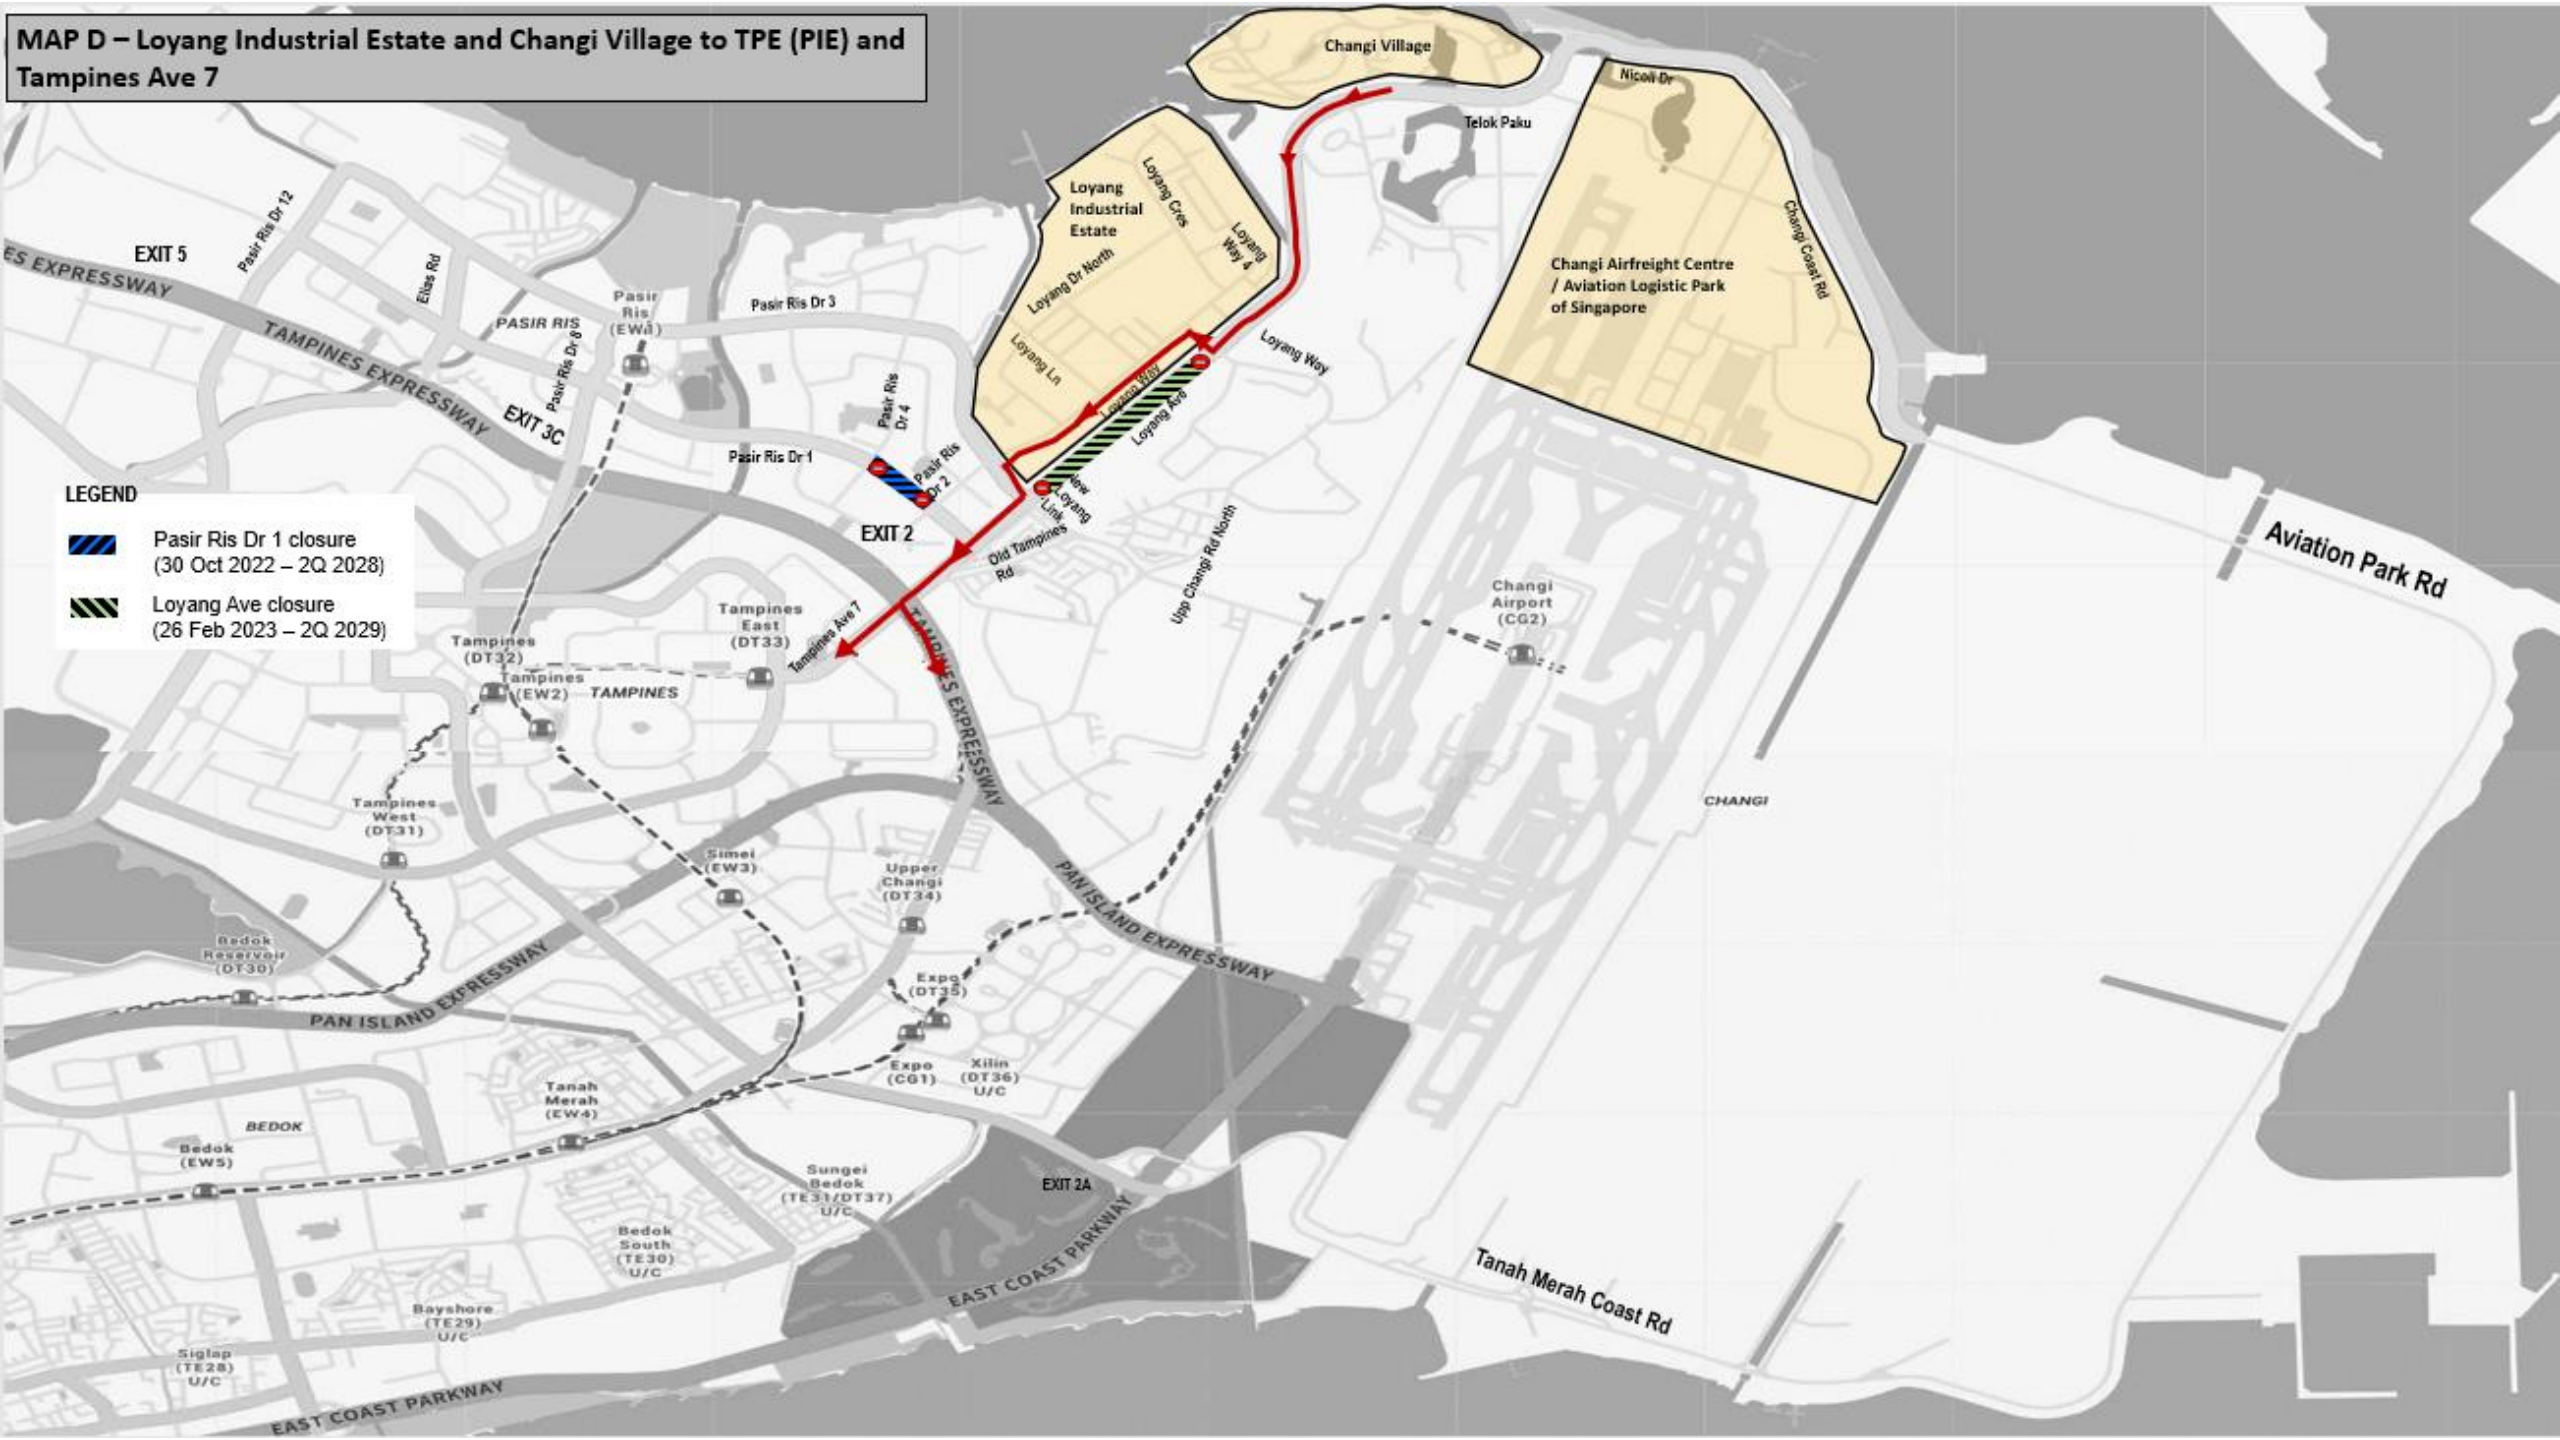 MAP D – Loyang Industrial Estate and Changi Village to TPE (PIE) and
Tampines Ave 7
Changi Village
Nicoll Dr
Telok Paku
Loyang
Industrial
Estate
Loyang Cres
Loyang
Way 4
Loyang Dr North
Loyang Ln
Loyang Way
Loyang Way
Loyang Ave
Changi Coast Rd
Changi Airfreight Centre
/ Aviation Logistic Park
of Singapore
Pasir Ris Dr 12
EXIT 5
ES EXPRESSWAY
TAMPINES EXPRESSWAY
Elias Rd
PASIR RIS
Pasir
Ris
(EW1)
Pasir Ris Dr 8
Pasir Ris Dr 3
Pasir Ris
Dr 4
EXIT 3C
Pasir Ris Dr 1
Pasir Ris
Dr 2
New
Loyang
Link
Old Tampines
Rd
EXIT 2
Upp Changi Rd North
LEGEND
Pasir Ris Dr 1 closure
(30 Oct 2022 – 2Q 2028)
Loyang Ave closure
(26 Feb 2023 – 2Q 2029)
Aviation Park Rd
Changi
Airport
(CG2)
Tampines
East
(DT33)
Tampines Ave 7
TAMPINES EXPRESSWAY
Tampines
(DT32)
Tampines
(EW2)
TAMPINES
CHANGI
Tampines
West
(DT31)
Simei
(EW3)
Upper
Changi
(DT34)
PAN ISLAND EXPRESSWAY
Bedok
Reservoir
(DT30)
PAN ISLAND EXPRESSWAY
Expo
(DT35)
Expo
(CG1)
Xilin
(DT36)
U/C
Tanah
Merah
(EW4)
BEDOK
Bedok
(EW5)
Sungei
Bedok
(TE31/DT37)
U/C
EXIT 2A
Bedok
South
(TE30)
U/C
EAST COAST PARKWAY
Tanah Merah Coast Rd
Bayshore
(TE29)
U/C
Siglap
(TE28)
U/C
EAST COAST PARKWAY